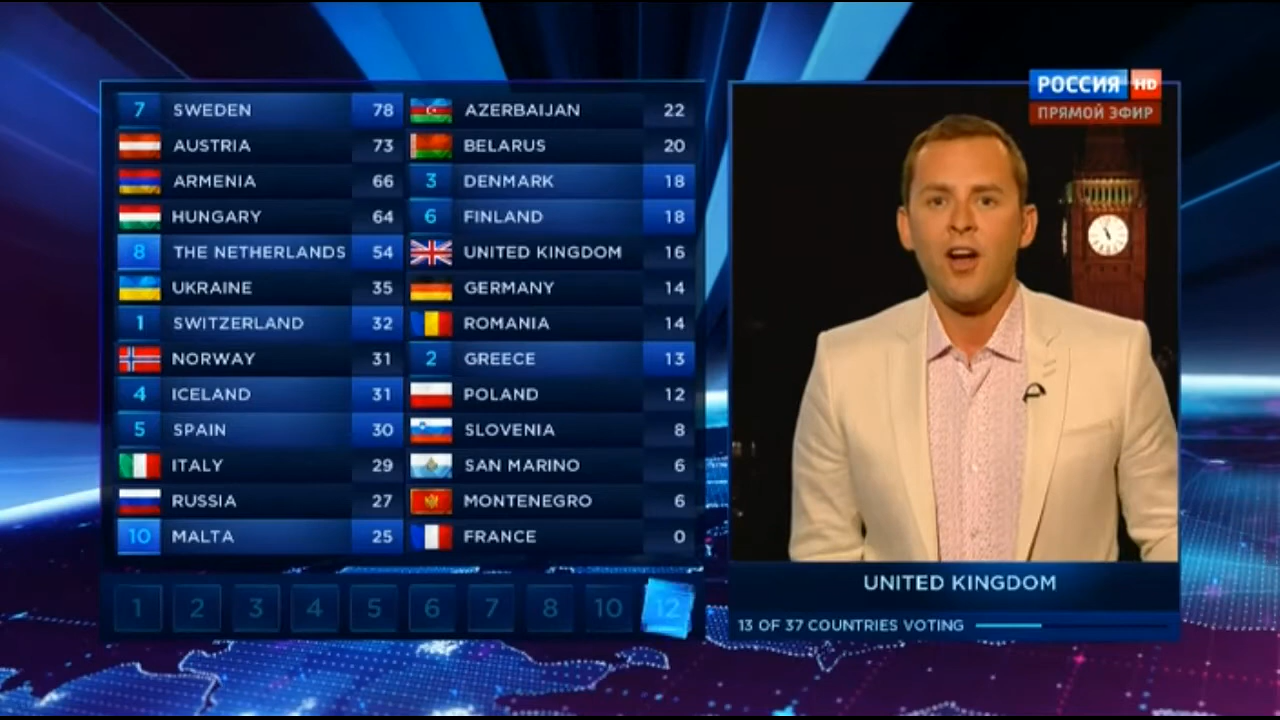 РОССИЯ HD
ПРЯМОЙ ЭФИР
7 SWEDEN 78
AUSTRIA 73
ARMENIA 66
HUNGARY 64
8 THE NETHERLANDS 54
UKRAINE 35
1 SWITZERLAND 32
NORWAY 31
4 ICELAND 31
5 SPAIN 30
ITALY 29
RUSSIA 27
10 MALTA 25
AZERBAIJAN 22
BELARUS 20
3 DENMARK 18
6 FINLAND 18
UNITED KINGDOM 16
GERMANY 14
ROMANIA 14
2 GREECE 13
POLAND 12
SLOVENIA 8
SAN MARINO 6
MONTENEGRO 6
FRANCE 0
1 2 3 4 5 6 7 8 10 12
UNITED KINGDOM
13 OF 37 COUNTRIES VOTING